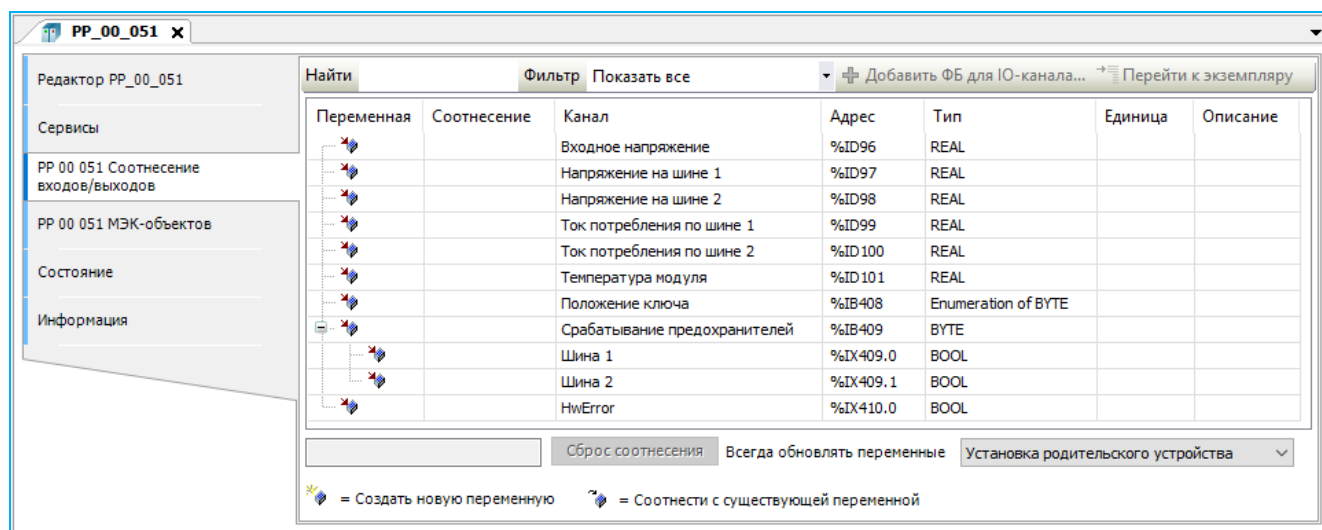 PP_00_051 X
Редактор PP_00_051
Сервисы
PP 00 051 Соотнесение
входов/выходов
PP 00 051 МЭК-объектов
Состояние
Информация
Найти Фильтр Показать все Добавить ФБ для IO-канала... Перейти к экземпляру
Переменная Соотнесение Канал Адрес Тип Единица Описание
Входное напряжение %ID96 REAL
Напряжение на шине 1 %ID97 REAL
Напряжение на шине 2 %ID98 REAL
Ток потребления по шине 1 %ID99 REAL
Ток потребления по шине 2 %ID100 REAL
Температура модуля %ID101 REAL
Положение ключа %IB408 Enumeration of BYTE
Срабатывание предохранителей %IB409 BYTE
Шина 1 %IX409.0 BOOL
Шина 2 %IX409.1 BOOL
HwError %IX410.0 BOOL
Сброс соотнесения Всегда обновлять переменные Установка родительского устройства
= Создать новую переменную = Соотнести с существующей переменной